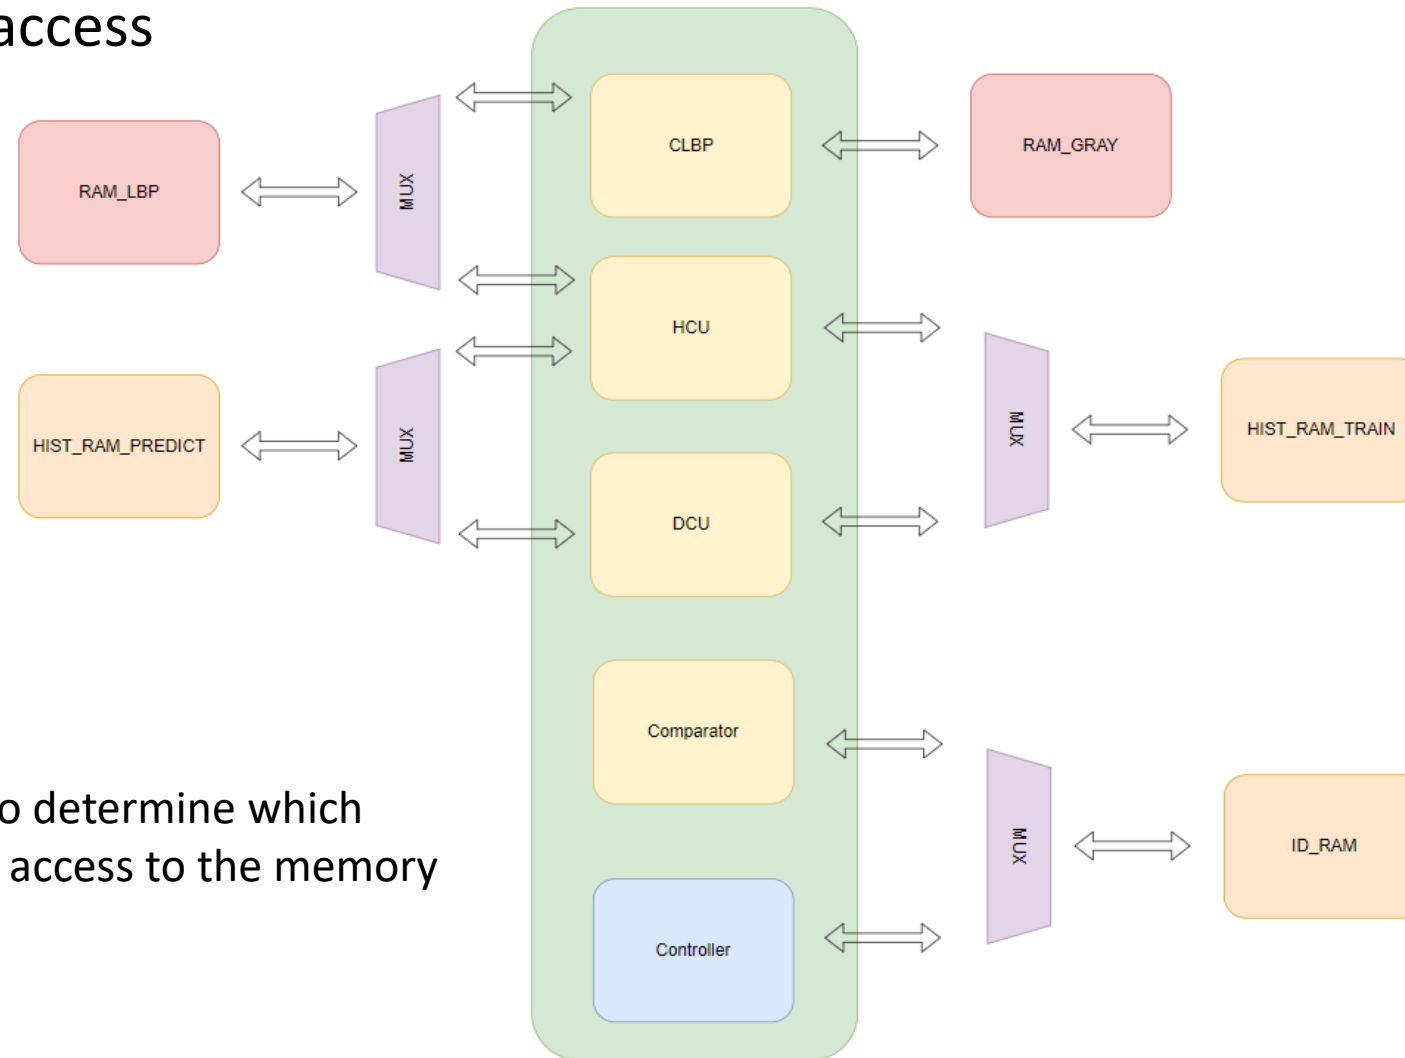 access
CLBP
RAM_GRAY
RAM_LBP
MUX
HCU
HIST_RAM_PREDICT
MUX
MUX
HIST_RAM_TRAIN
DCU
Comparator
o determine which
access to the memory
MUX
ID_RAM
Controller